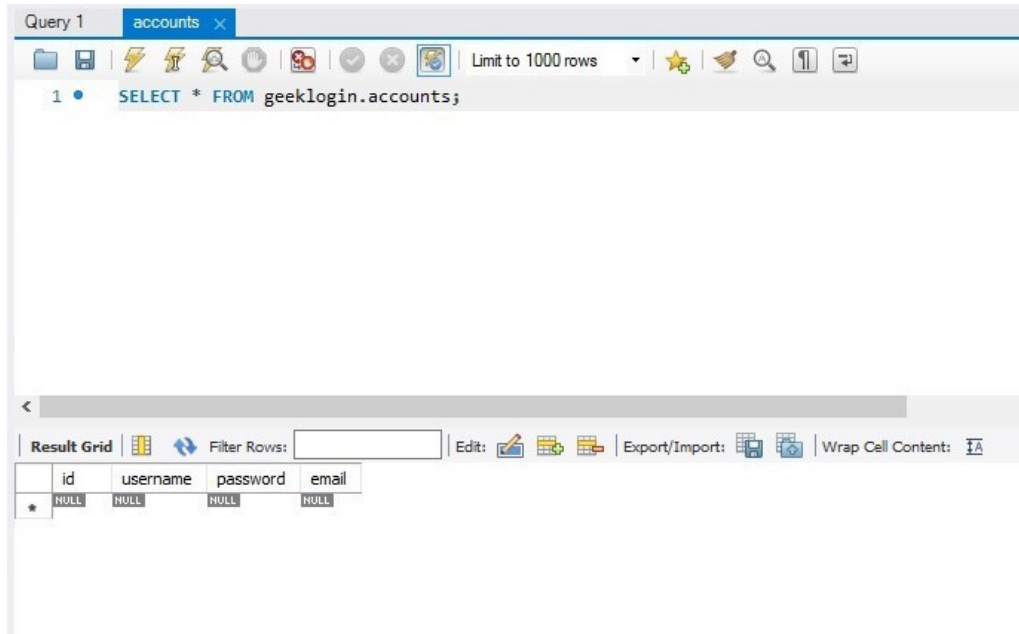 Query 1 accounts
Limit to 1000 rows
1 SELECT * FROM geeklogin.accounts;
Result Grid Filter Rows: Edit: Export/Import: Wrap Cell Content:
id username password email
* NULL NULL NULL NULL